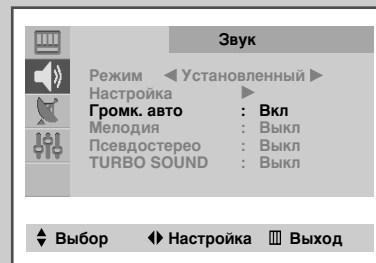 Звук
Режим ◀ Установленный ▶
Настройка ▶
Громк. авто : Вкл
Мелодия : Выкл
Псевдостерео : Выкл
TURBO SOUND : Выкл
Выбор Настройка Выход